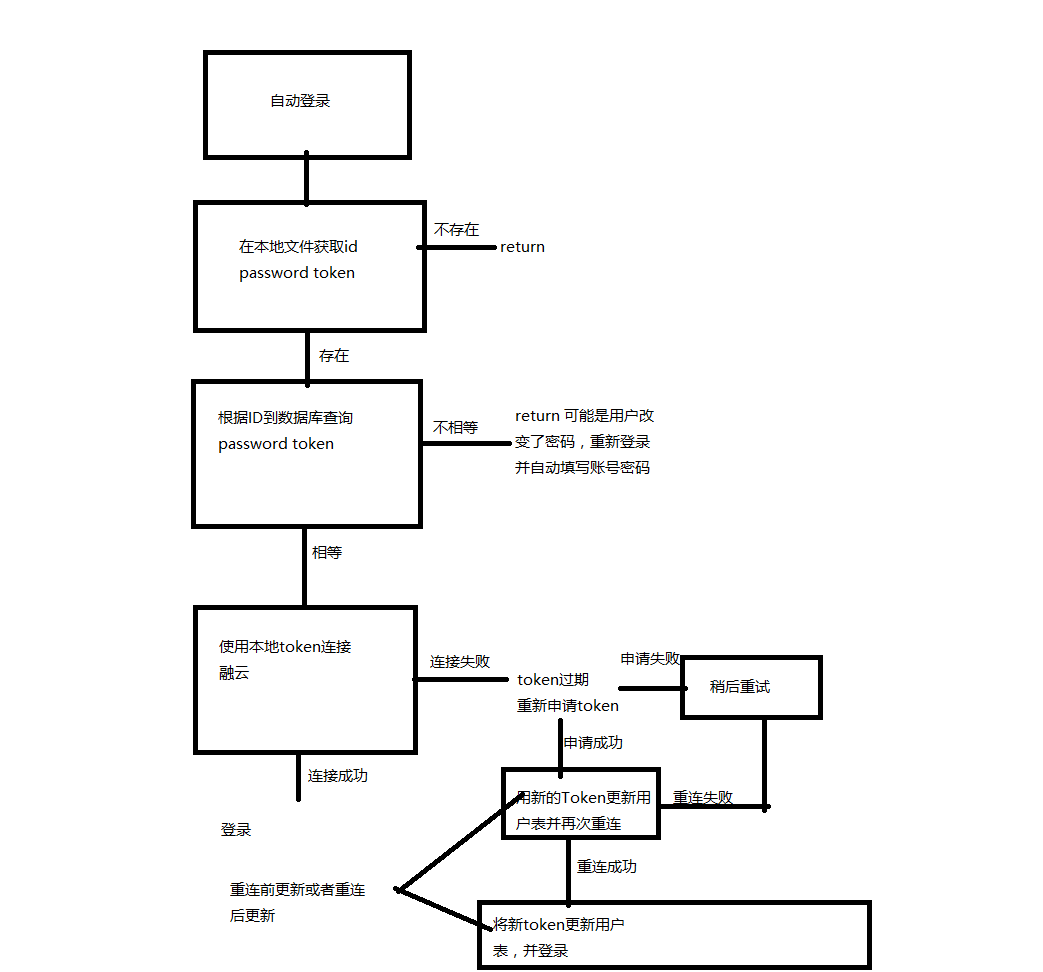 自动登录
在本地文件获取id
password token
不存在
return
存在
根据ID到数据库查询
password token
不相等
return 可能是用户改
变了密码，重新登录
并自动填写账号密码
相等
使用本地token连接
融云
连接失败
token过期
重新申请token
申请失败
稍后重试
申请成功
连接成功
用新的Token更新用
户表并再次重连
重连失败
登录
重连成功
重连前更新或者重连
后更新
将新token更新用户
表，并登录